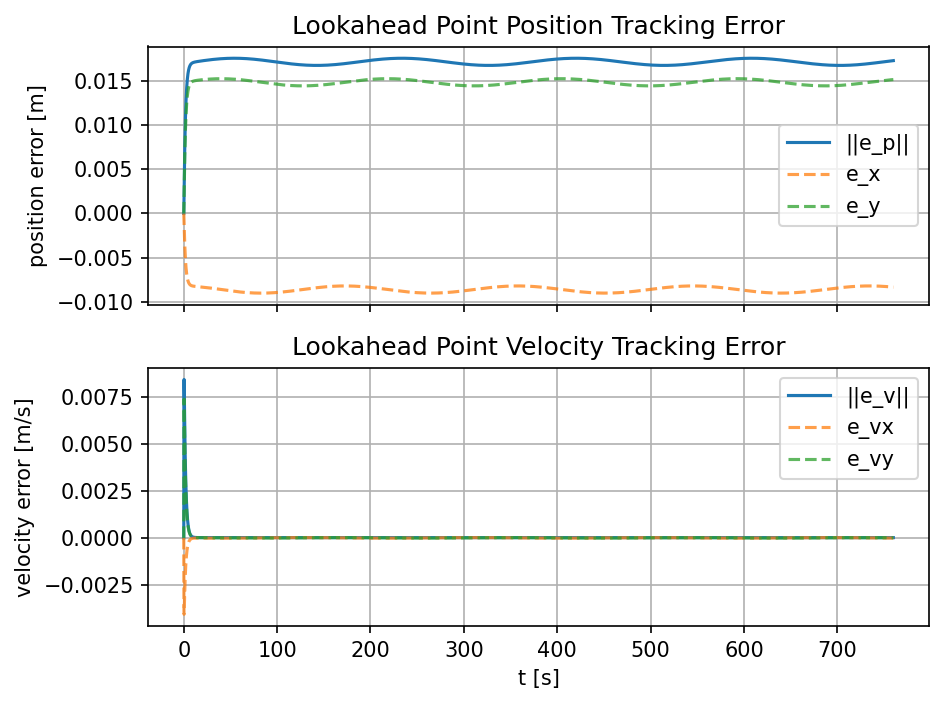 Lookahead Point Position Tracking Error
position error [m]
0.015
0.010
0.005
0.000
−0.005
−0.010
||e_p||
e_x
e_y
Lookahead Point Velocity Tracking Error
velocity error [m/s]
0.0075
0.0050
0.0025
0.0000
−0.0025
||e_v||
e_vx
e_vy
0 100 200 300 400 500 600 700
t [s]